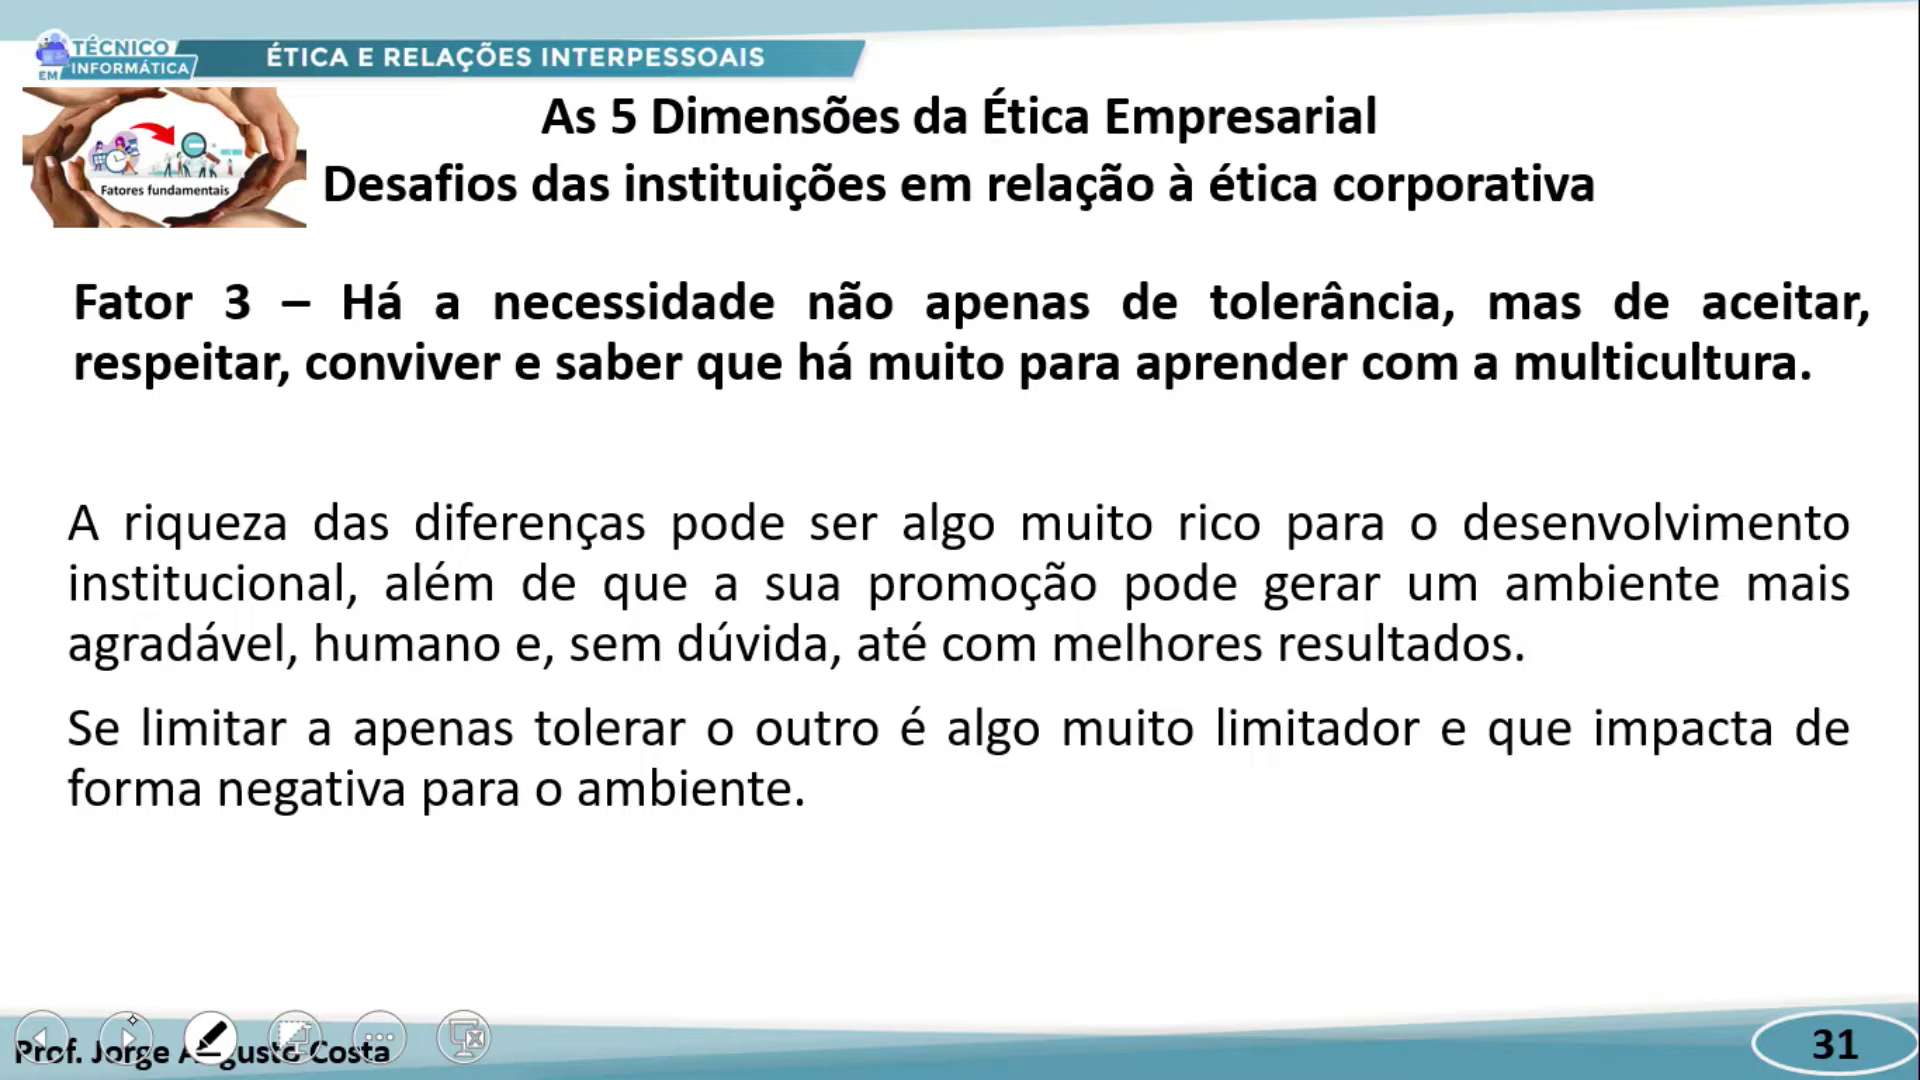 TÉCNICO
EM INFORMÁTICA
ÉTICA E RELAÇÕES INTERPESSOAIS
Fatores fundamentais
As 5 Dimensões da Ética Empresarial
Desafios das instituições em relação à ética corporativa
Fator 3 – Há a necessidade não apenas de tolerância, mas de aceitar,
respeitar, conviver e saber que há muito para aprender com a multicultura.
A riqueza das diferenças pode ser algo muito rico para o desenvolvimento
institucional, além de que a sua promoção pode gerar um ambiente mais
agradável, humano e, sem dúvida, até com melhores resultados.
Se limitar a apenas tolerar o outro é algo muito limitador e que impacta de
forma negativa para o ambiente.
Prof. Jorge Augusto Costa
31